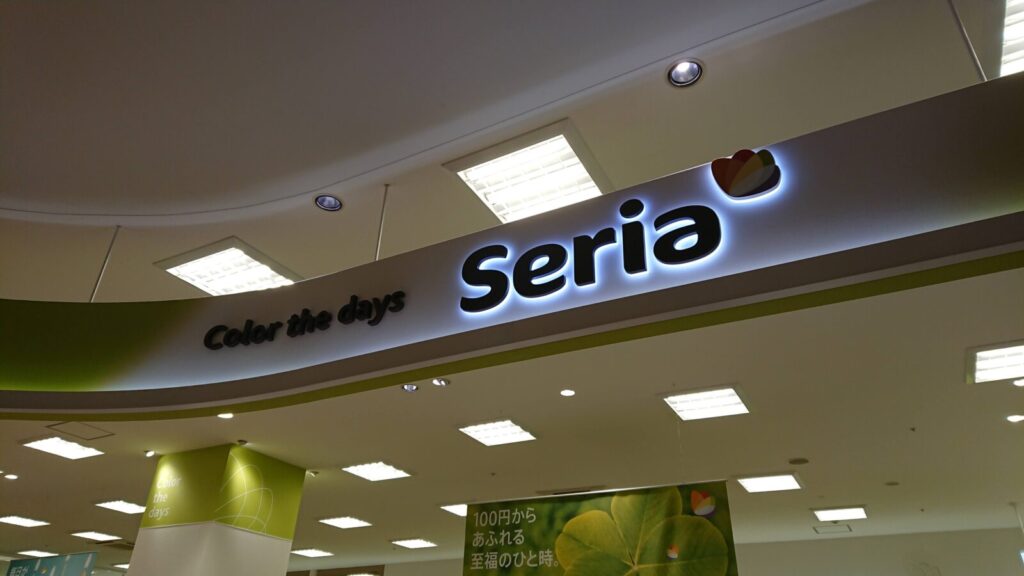 Color the days
Seria
color
the
days
100円から
あふれる
至福のひと時。